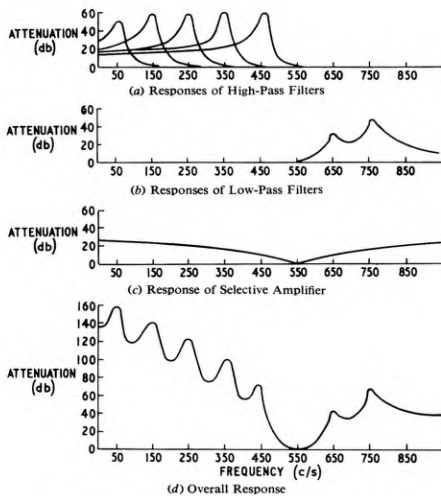 ATTENUATION
(db)
60
40
20
0
50 150 250 350 450 550 650 750 850
(a) Responses of High-Pass Filters
ATTENUATION
(db)
60
40
20
0
50 150 250 350 450 550 650 750 850
(b) Responses of Low-Pass Filters
ATTENUATION
(db)
60
40
20
0
50 150 250 350 450 550 650 750 850
(c) Response of Selective Amplifier
ATTENUATION
(db)
160
140
120
100
80
60
40
20
0
50 150 250 350 450 550 650 750 850
FREQUENCY (c/s)
(d) Overall Response